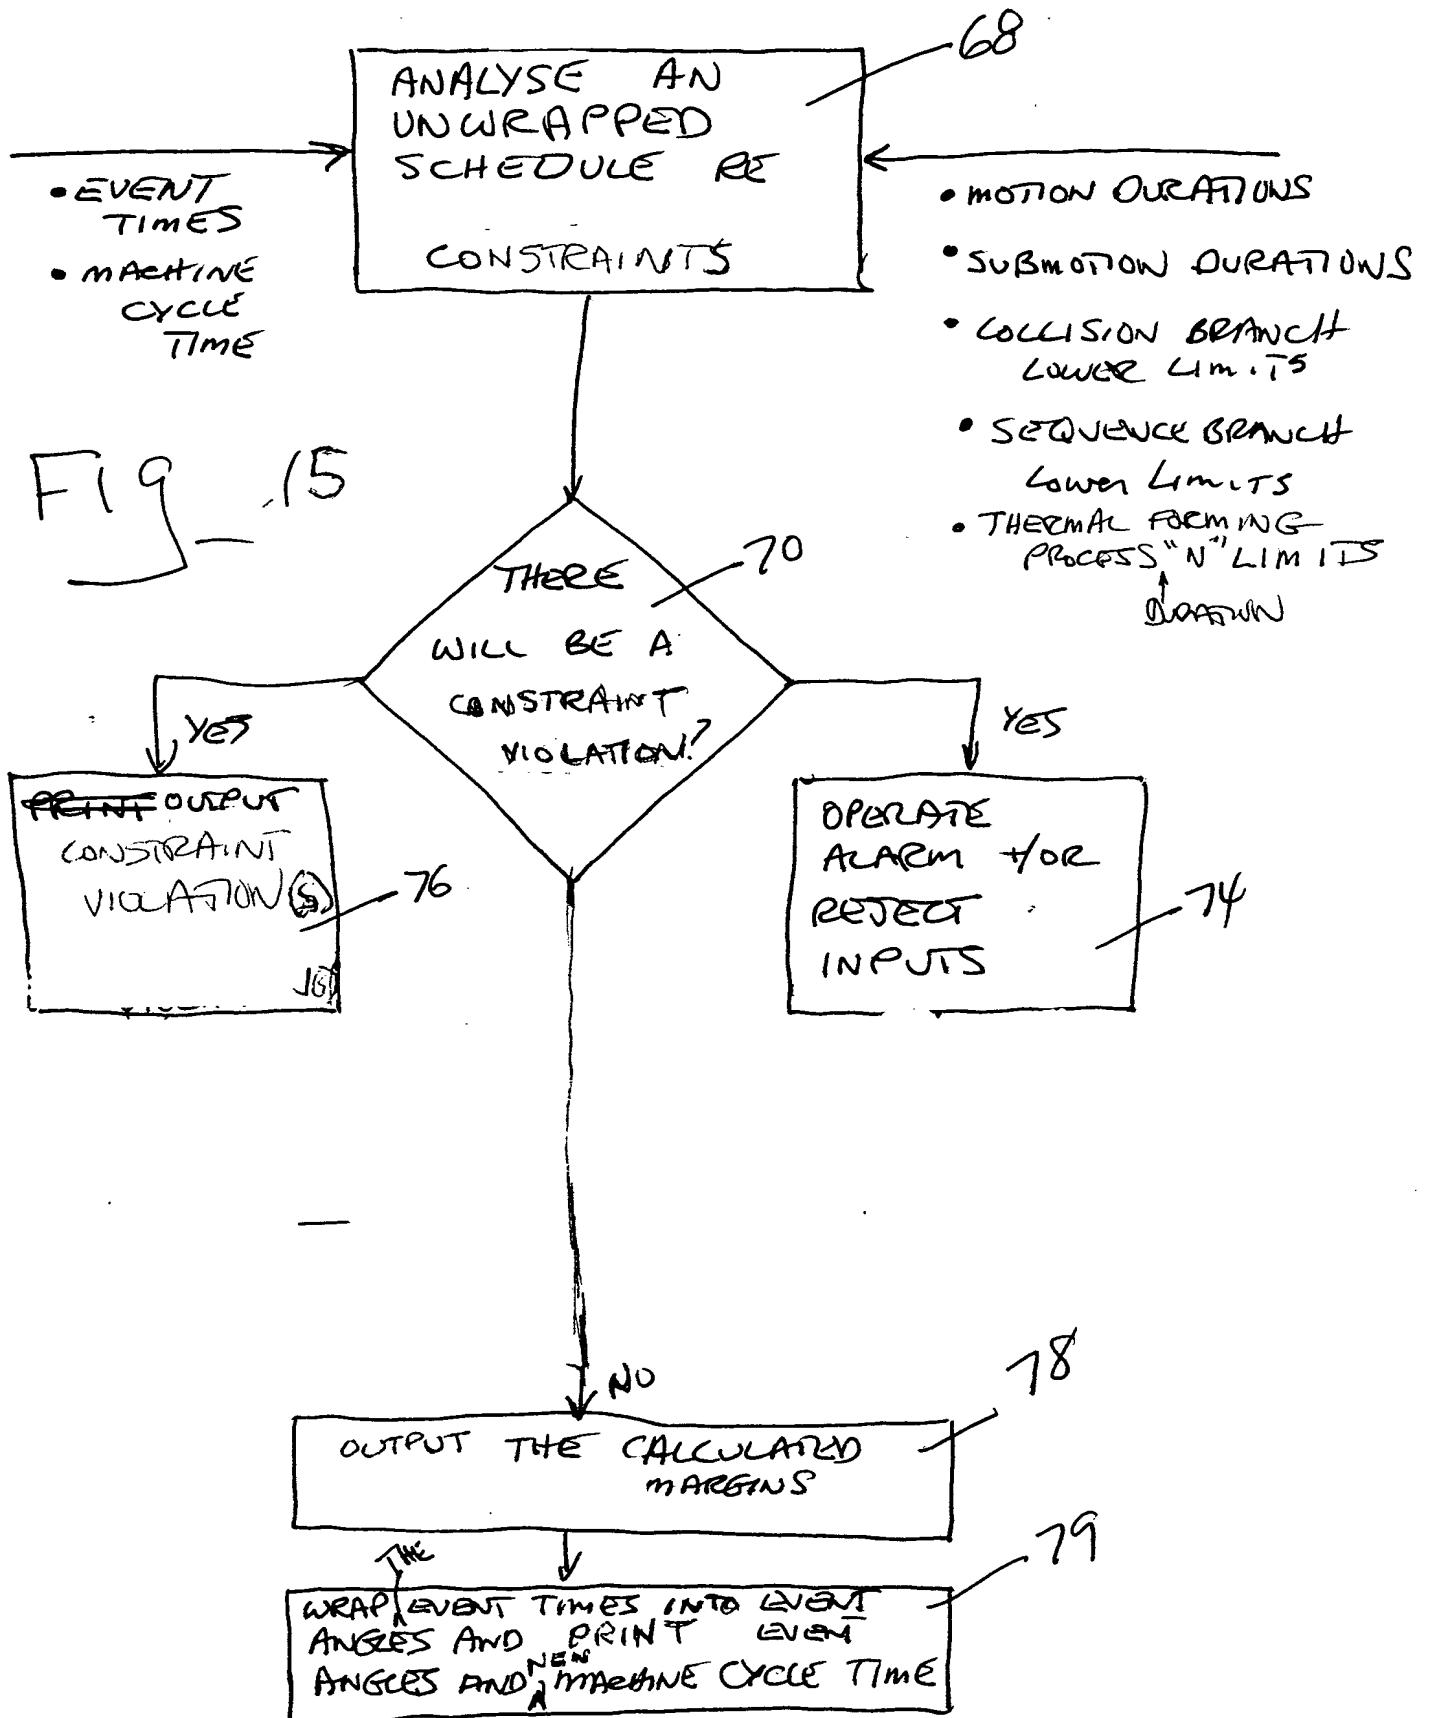 68
ANALYSE AN
UNWRAPPED
SCHEDULE RE
CONSTRAINTS
• EVENT
TIMES
• MACHINE
CYCLE
TIME
• MOTION DURATIONS
• SUBMOTION DURATIONS
• COLLISION BRANCH
LOWER LIMITS
• SEQUENCE BRANCH
LOWER LIMITS
• THERMAL FORMING
PROCESS "N" LIMITS
DURATION
Fig_15
70
THERE
WILL BE A
CONSTRAINT
VIOLATION?
YES
YES
PRINT OUTPUT
CONSTRAINT
VIOLATION(S)
76
OPERATE
ALARM +/OR
REJECT
INPUTS
74
NO
78
OUTPUT THE CALCULATED
MARGINS
79
WRAP THE EVENT TIMES INTO EVENT
ANGLES AND PRINT EVENT
ANGLES AND NEW MACHINE CYCLE TIME